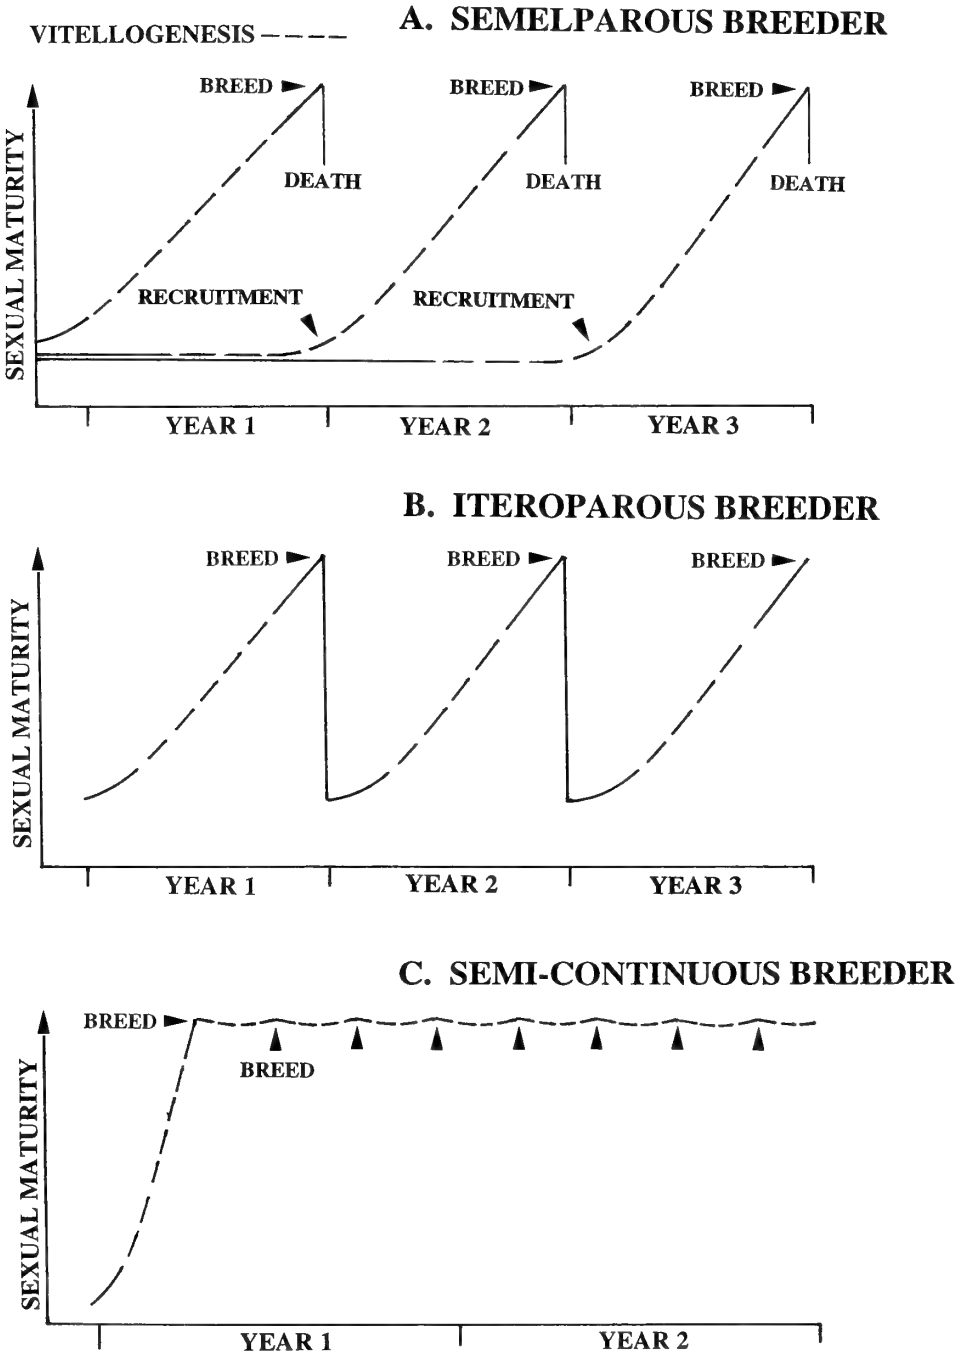 VITELLOGENESIS
A. SEMELPAROUS BREEDER
BREED
BREED
BREED
DEATH
DEATH
DEATH
RECRUITMENT
RECRUITMENT
SEXUAL MATURITY
YEAR 1
YEAR 2
YEAR 3
B. ITEROPAROUS BREEDER
BREED
BREED
BREED
SEXUAL MATURITY
YEAR 1
YEAR 2
YEAR 3
C. SEMI-CONTINUOUS BREEDER
BREED
BREED
SEXUAL MATURITY
YEAR 1
YEAR 2